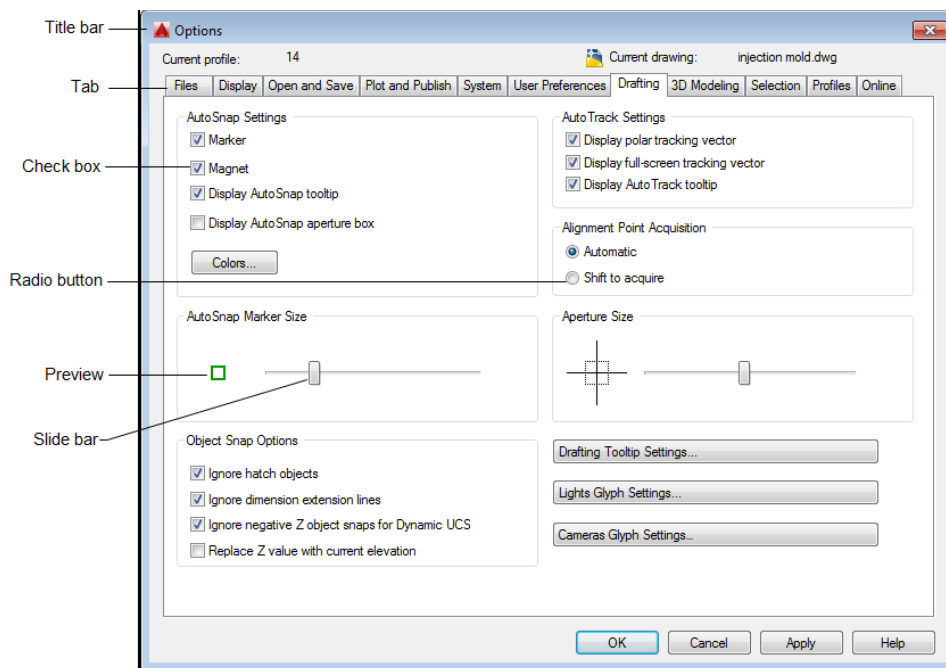 Title bar
Options
Current profile: 14 Current drawing: injection mold.dwg
Tab
Files Display Open and Save Plot and Publish System User Preferences Drafting 3D Modeling Selection Profiles Online
AutoSnap Settings
Marker
Check box
Magnet
Display AutoSnap tooltip
Display AutoSnap aperture box
Colors...
AutoTrack Settings
Display polar tracking vector
Display full-screen tracking vector
Display AutoTrack tooltip
Alignment Point Acquisition
Automatic
Radio button
Shift to acquire
AutoSnap Marker Size
Preview
Slide bar
Aperture Size
Object Snap Options
Ignore hatch objects
Ignore dimension extension lines
Ignore negative Z object snaps for Dynamic UCS
Replace Z value with current elevation
Drafting Tooltip Settings...
Lights Glyph Settings...
Cameras Glyph Settings...
OK Cancel Apply Help